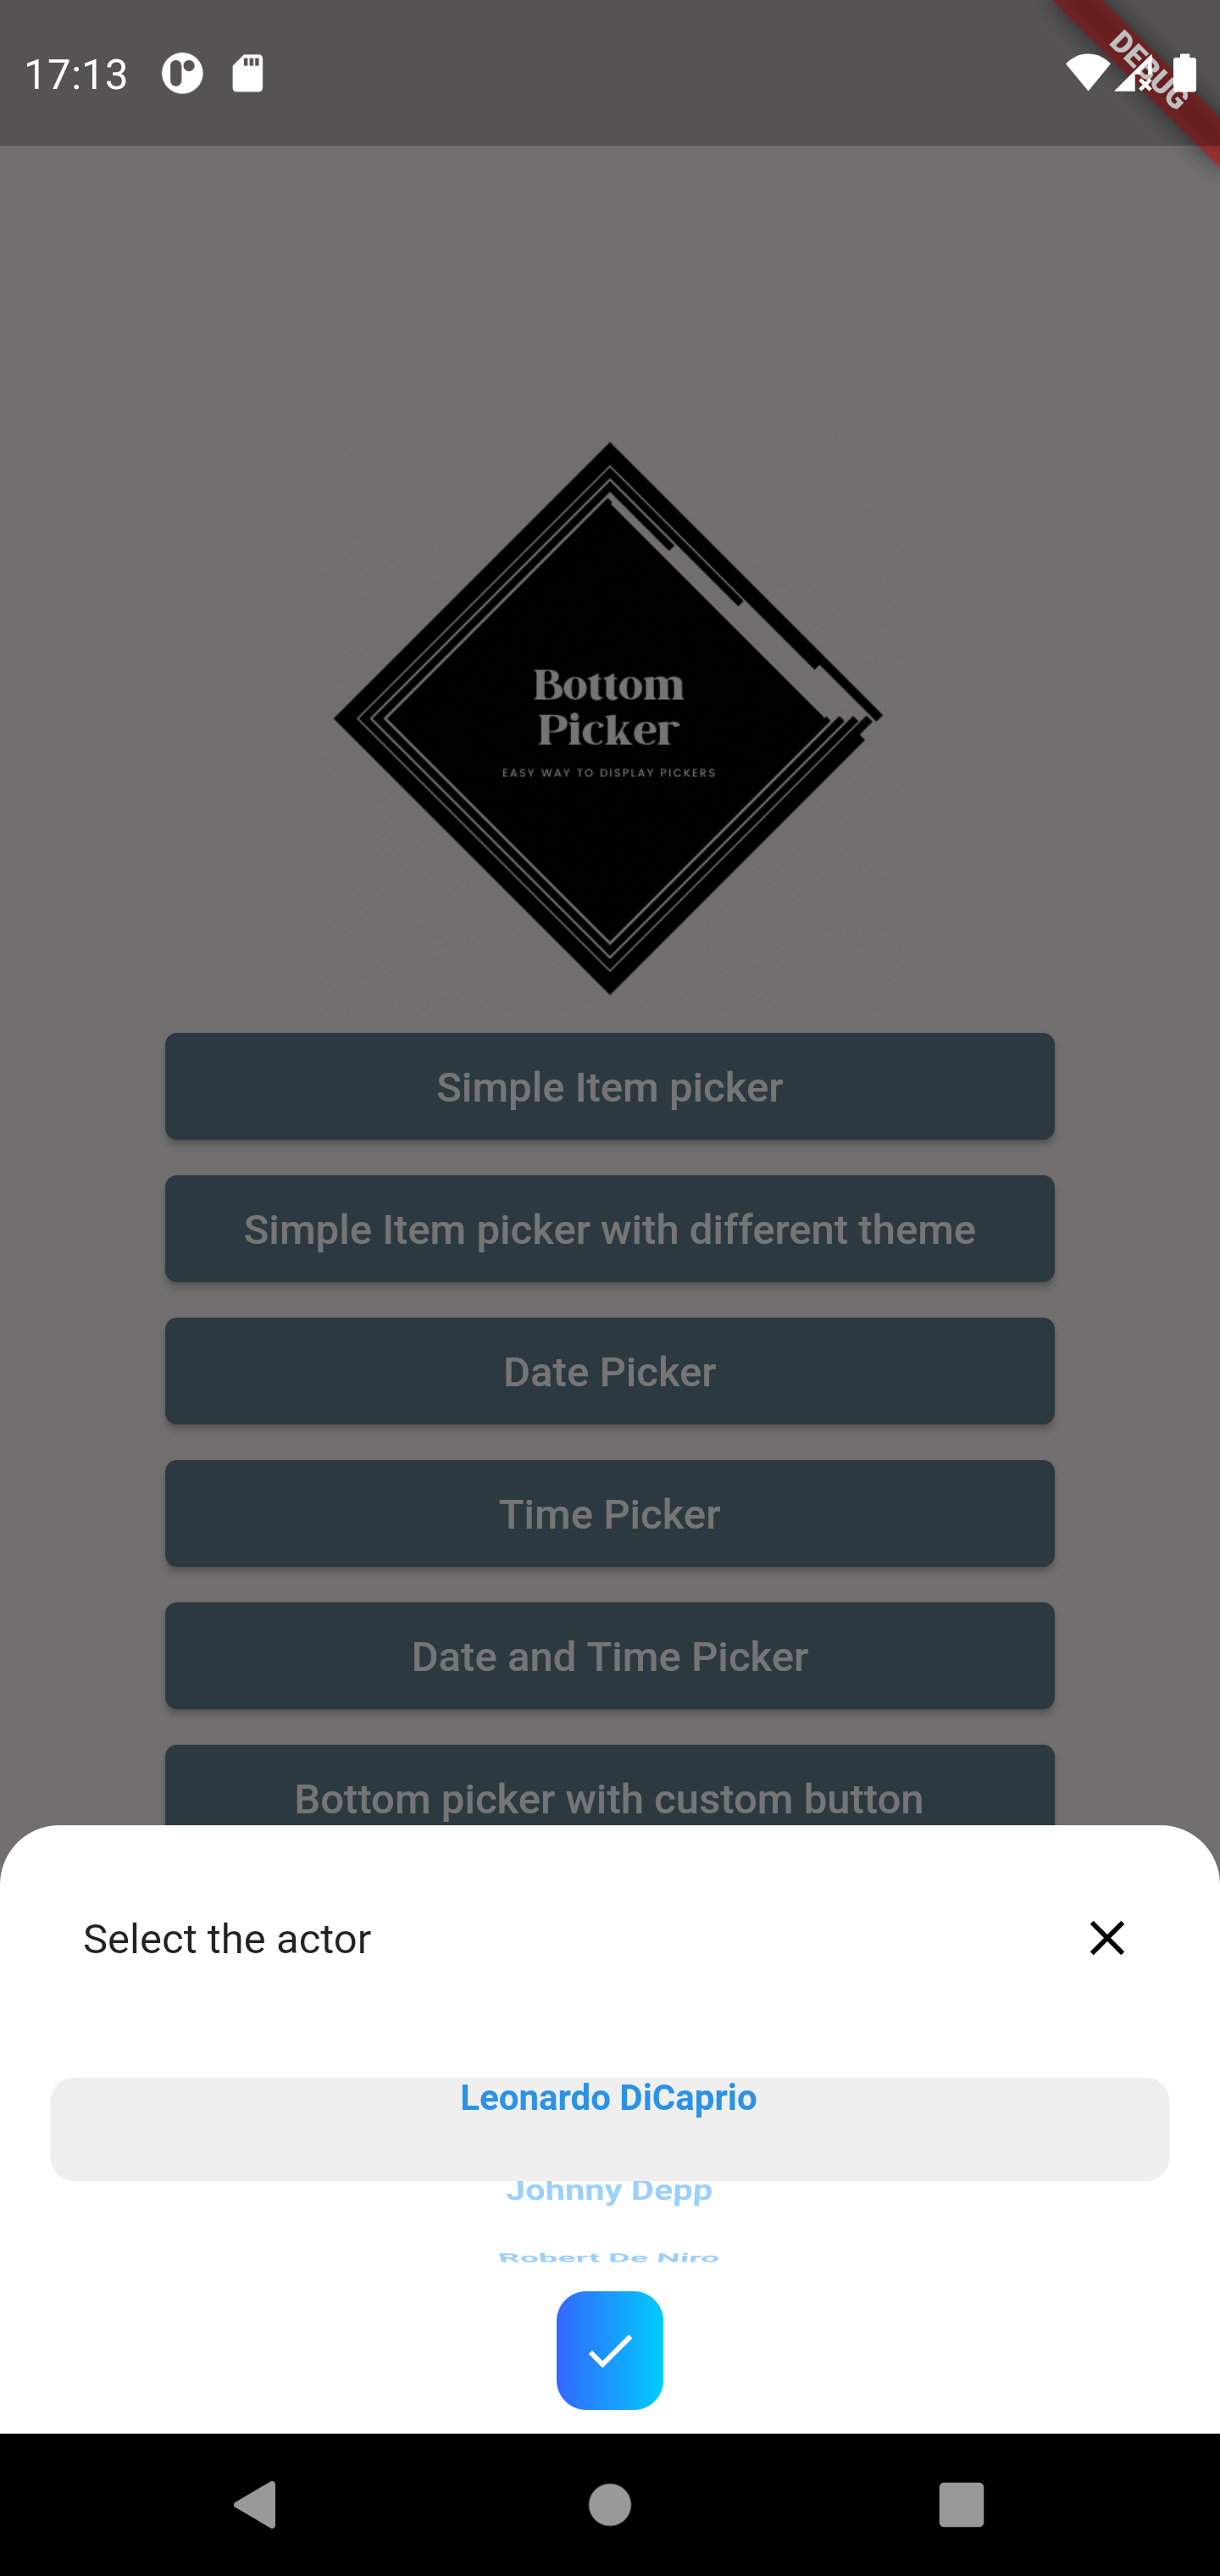 17:13
DEBUG
Bottom
Picker
EASY WAY TO DISPLAY PICKERS
Simple Item picker
Simple Item picker with different theme
Date Picker
Time Picker
Date and Time Picker
Bottom picker with custom button
Select the actor
Leonardo DiCaprio
Johnny Depp
Robert De Niro